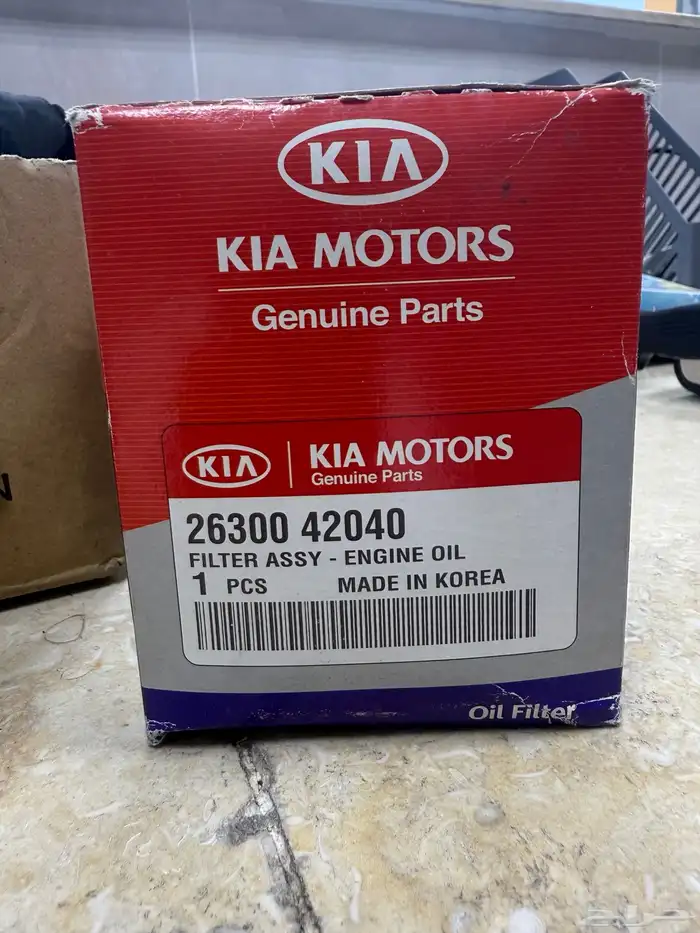 KIA
KIA MOTORS
Genuine Parts
KIA
KIA MOTORS
Genuine Parts
26300 42040
FILTER ASSY - ENGINE OIL
1 PCS MADE IN KOREA
Oil Filter
N
حراج